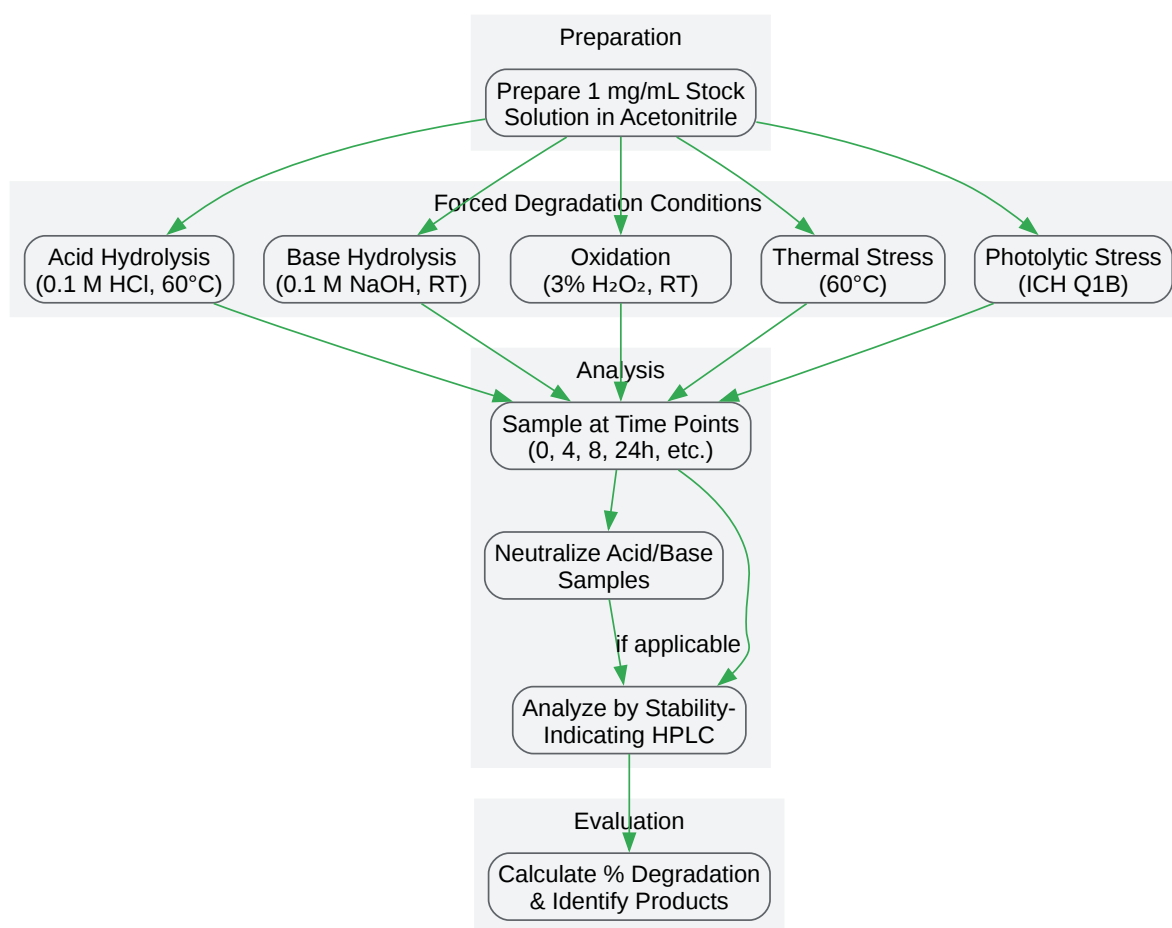 Preparation
Prepare 1 mg/mL Stock
Solution in Acetonitrile
Forced Degradation Conditions
Acid Hydrolysis
(0.1 M HCl, 60°C)
Base Hydrolysis
(0.1 M NaOH, RT)
Oxidation
(3% H₂O₂, RT)
Thermal Stress
(60°C)
Photolytic Stress
(ICH Q1B)
Analysis
Sample at Time Points
(0, 4, 8, 24h, etc.)
Neutralize Acid/Base
Samples
if applicable
Analyze by Stability-
Indicating HPLC
Evaluation
Calculate % Degradation
& Identify Products